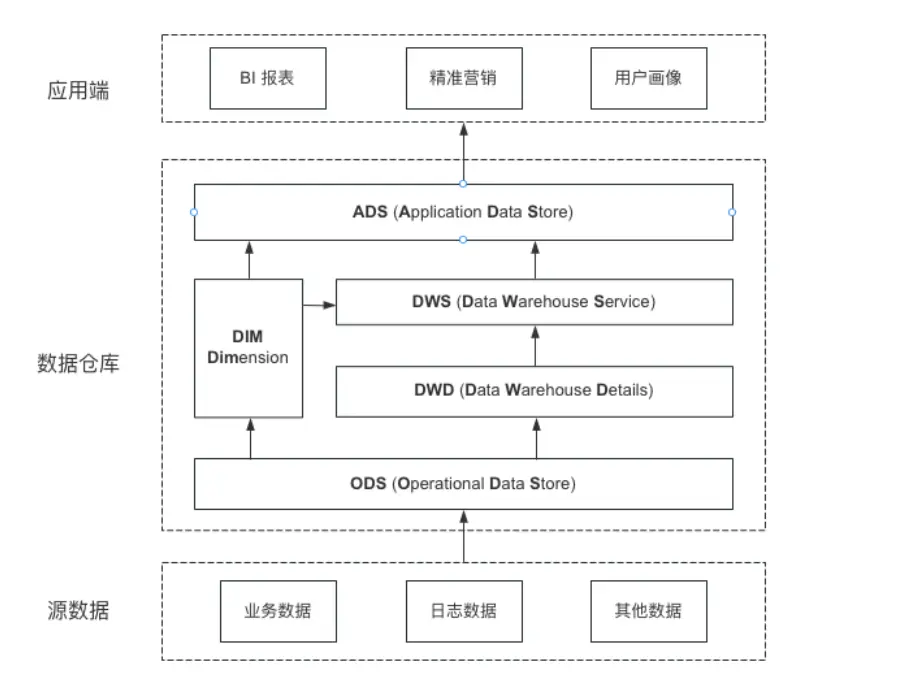 应用端
BI 报表
精准营销
用户画像
数据仓库
ADS (Application Data Store)
DIM
Dimension
DWS (Data Warehouse Service)
DWD (Data Warehouse Details)
ODS (Operational Data Store)
源数据
业务数据
日志数据
其他数据